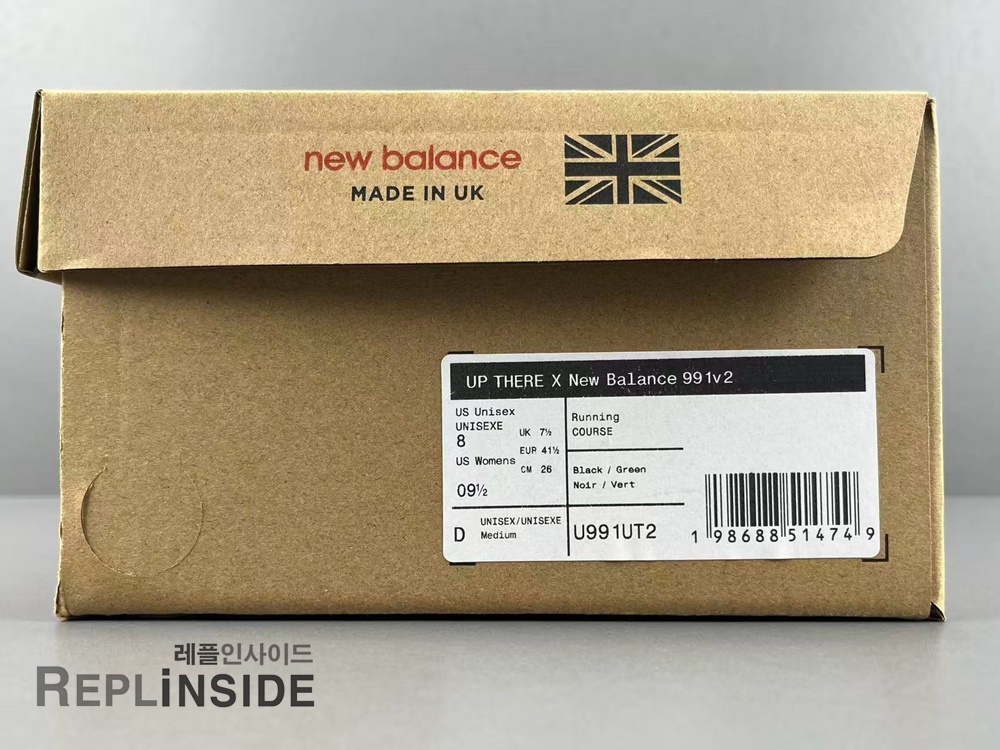 new balance
MADE IN UK
UP THERE X New Balance 991v2
US Unisex
UNISEXE
8
UK 7½
EUR 41½
CM 26
US Womens
09½
Running
COURSE
Black / Green
Noir / Vert
D
UNISEX/UNISEXE
Medium
U991UT2
1 98688 51474 9
레플인사이드
REPLINSIDE